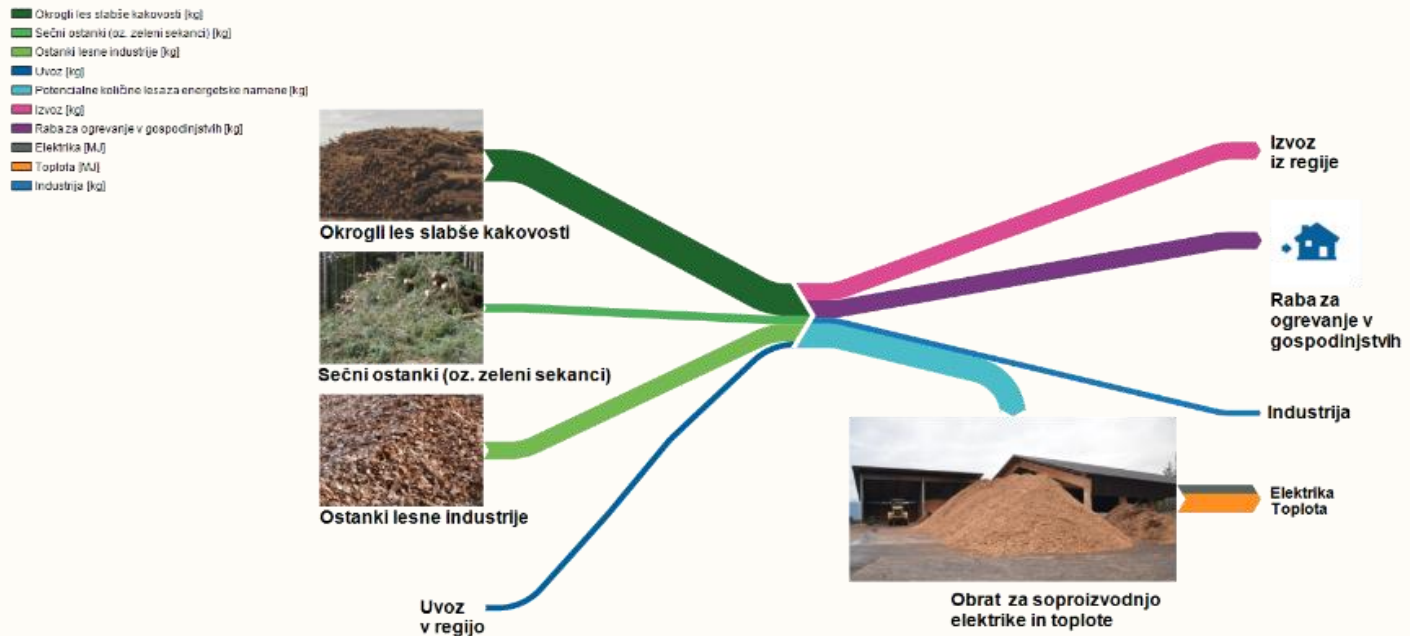 Okrogli les slabše kakovosti [kg]
Sečni ostanki (oz. zeleni sekanci) [kg]
Ostanki lesne industrije [kg]
Uvoz [kg]
Potencialne količine lesa za energetske namene [kg]
Izvoz [kg]
Raba za ogrevanje v gospodinjstvih [kg]
Elektrika [MJ]
Toplota [MJ]
Industrija [kg]
Okrogli les slabše kakovosti
Sečni ostanki (oz. zeleni sekanci)
Ostanki lesne industrije
Uvoz
v regijo
Izvoz
iz regije
Raba za
ogrevanje v
gospodinjstvih
Industrija
Elektrika
Toplota
Obrat za soproizvodnjo
elektrike in toplote